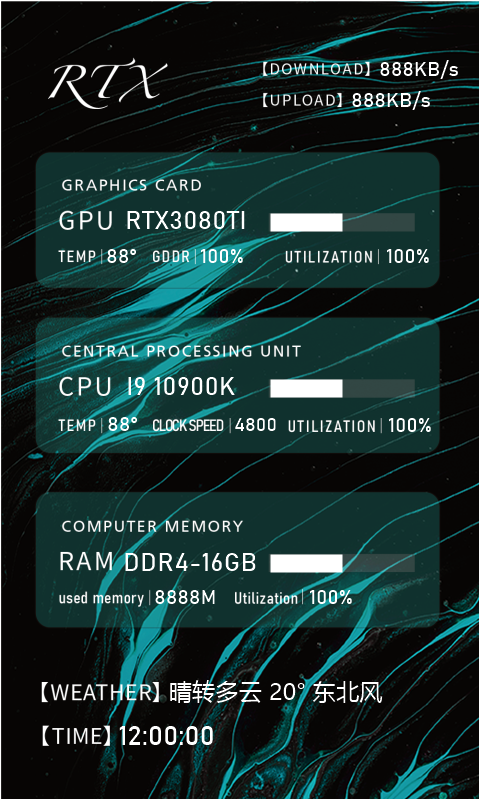 RTX
【DOWNLOAD】 888KB/s
【UPLOAD】 888KB/s
GRAPHICS CARD
GPU RTX3080TI
TEMP | 88° GDDR | 100% UTILIZATION | 100%
CENTRAL PROCESSING UNIT
CPU I9 10900K
TEMP | 88° CLOCK SPEED | 4800 UTILIZATION | 100%
COMPUTER MEMORY
RAM DDR4-16GB
used memory | 8888M Utilization | 100%
【WEATHER】 晴转多云 20° 东北风
【TIME】 12:00:00